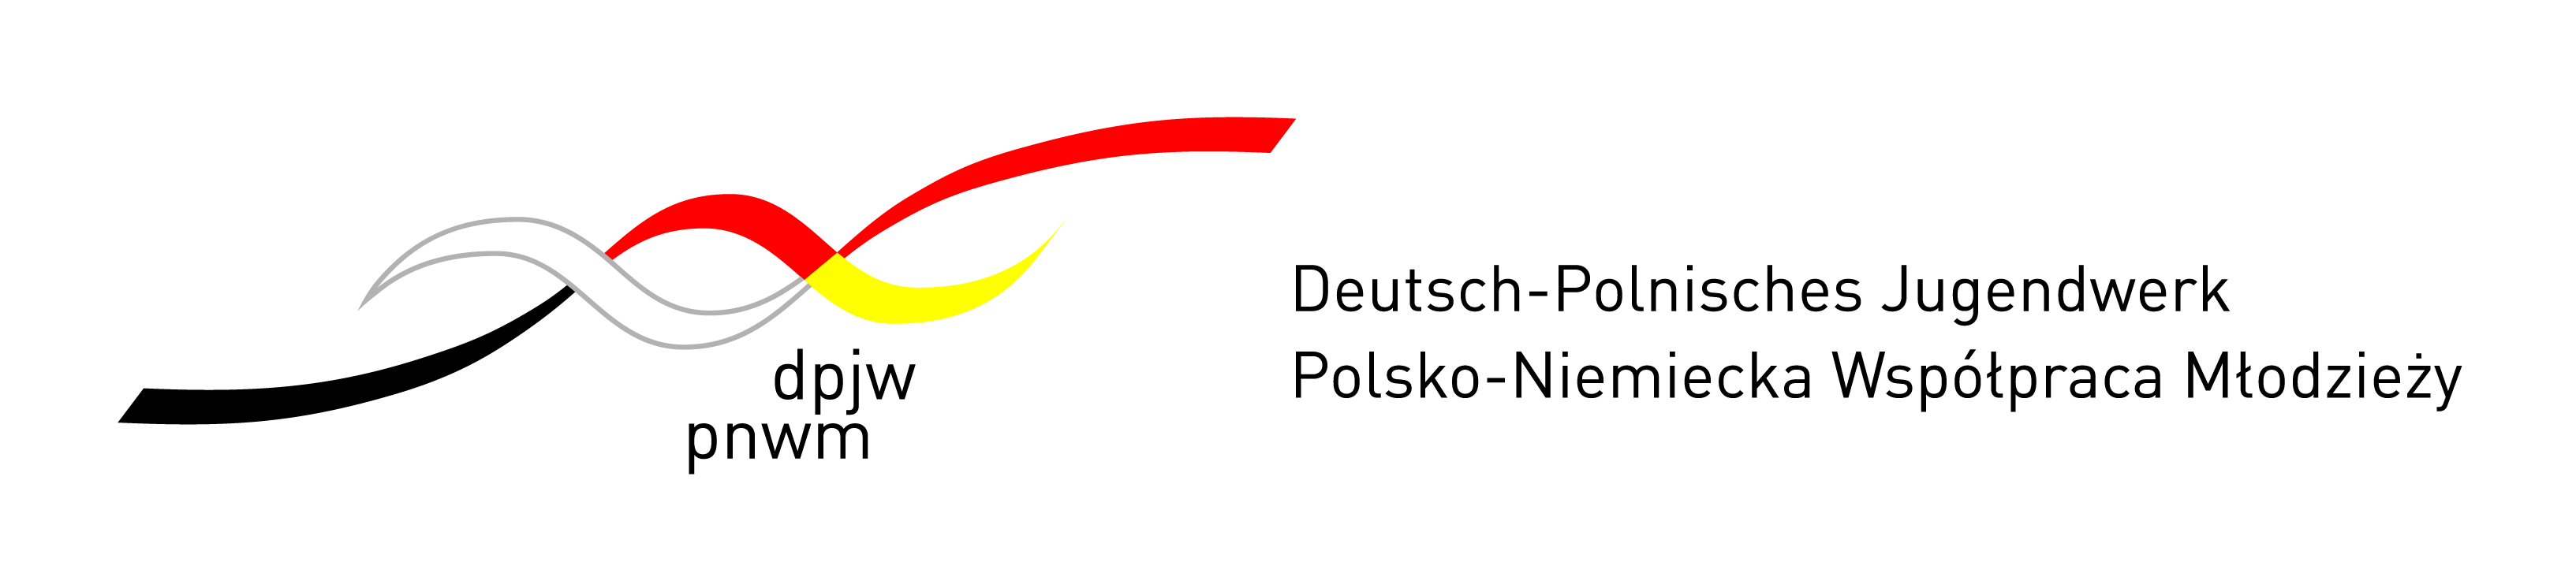 dpjw
pnwm
Deutsch-Polnisches Jugendwerk
Polsko-Niemiecka Współpraca Młodzieży